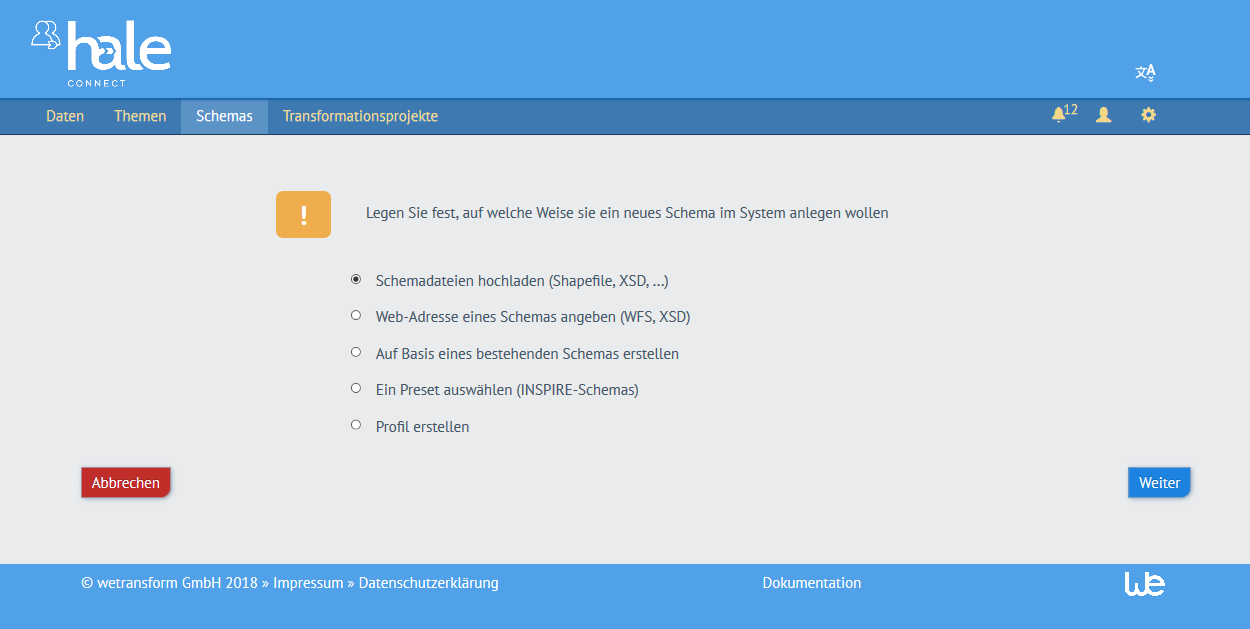 hale
CONNECT
文A
Daten Themen Schemas Transformationsprojekte 12
! Legen Sie fest, auf welche Weise sie ein neues Schema im System anlegen wollen
Schemadateien hochladen (Shapefile, XSD, ...)
Web-Adresse eines Schemas angeben (WFS, XSD)
Auf Basis eines bestehenden Schemas erstellen
Ein Preset auswählen (INSPIRE-Schemas)
Profil erstellen
Abbrechen Weiter
© wetransform GmbH 2018 » Impressum » Datenschutzerklärung Dokumentation we